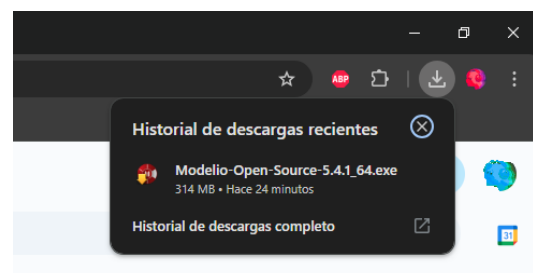 ABP
Historial de descargas recientes
Modelio-Open-Source-5.4.1_64.exe
314 MB • Hace 24 minutos
Historial de descargas completo
31